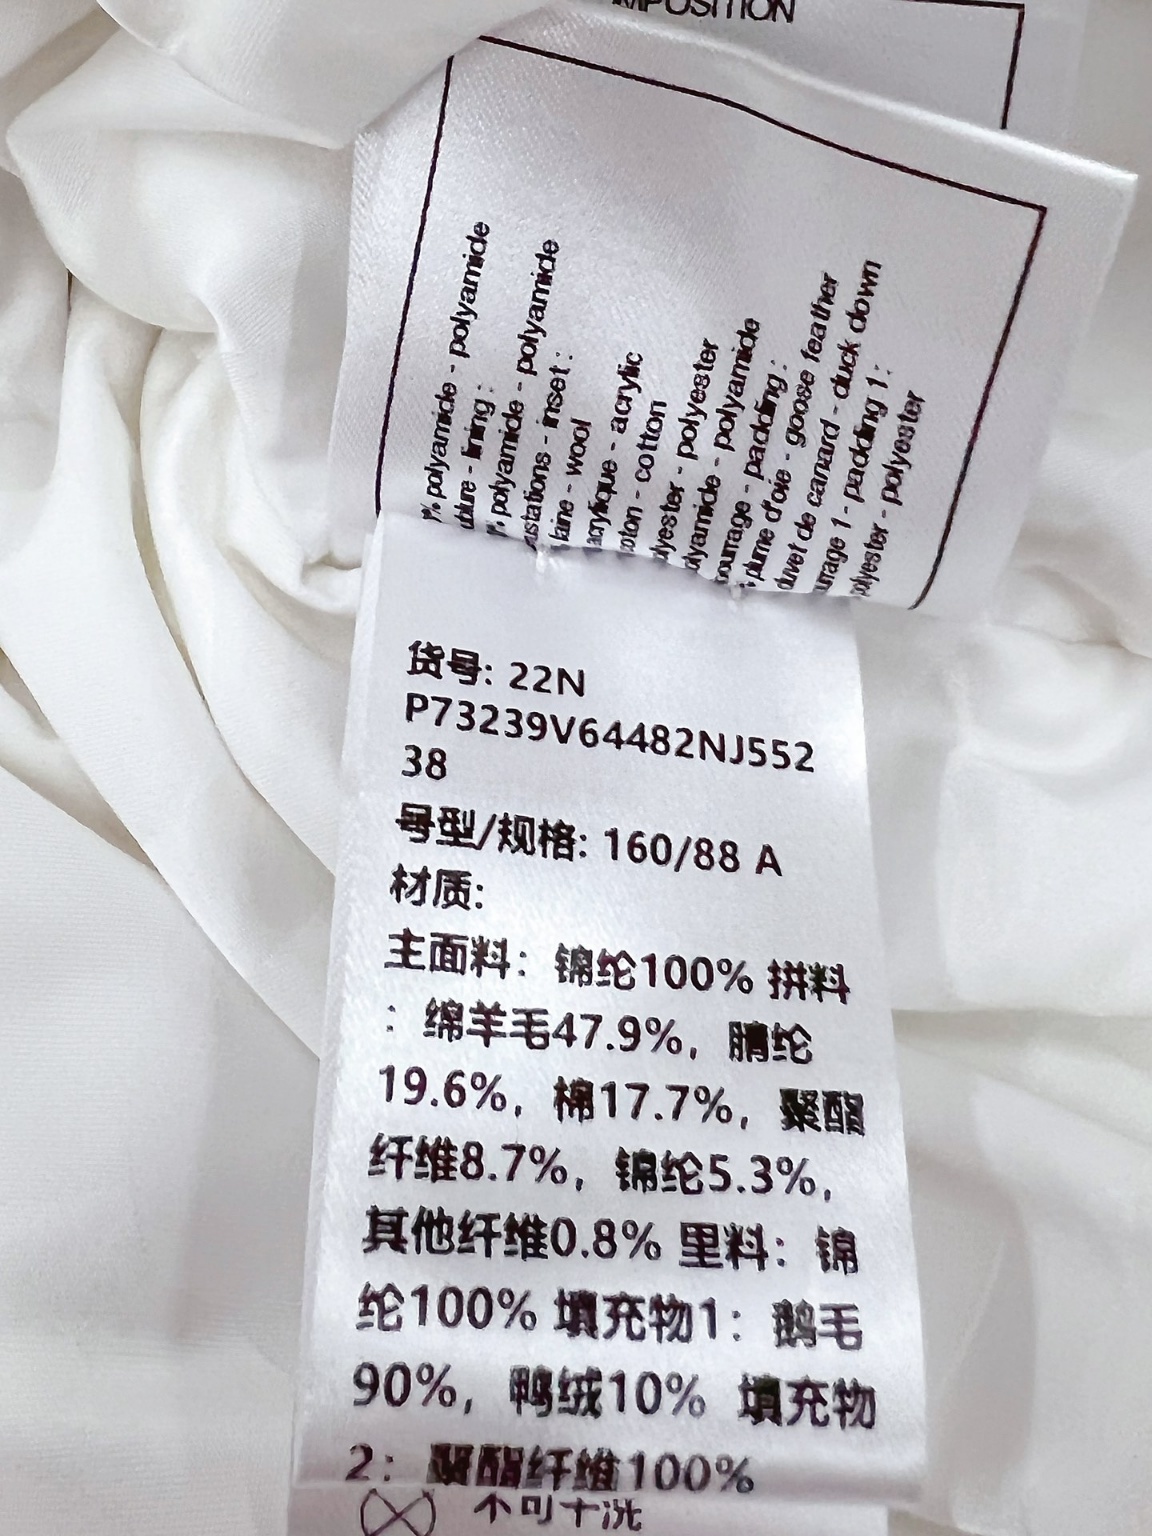 MPOSITION
% polyamide - polyamide
ublure - lining :
% polyamide - polyamide
ustations - inset :
laine - wool
acrylique - acrylic
oton - cotton
olyester - polyester
olyamide - polyamide
ourrage - padding :
plume d'oie - goose feather
duvet de canard - duck down
urrage 1 - padding 1 :
polyester - polyester
货号: 22N
P73239V64482NJ552
38
号型/规格: 160/88 A
材质:
主面料: 锦纶100% 拼料
: 绵羊毛47.9%, 腈纶
19.6%, 棉17.7%, 聚酯
纤维8.7%, 锦纶5.3%,
其他纤维0.8% 里料: 锦
纶100% 填充物1: 鹅毛
90%, 鸭绒10% 填充物
2: 聚酯纤维100%
不可干洗